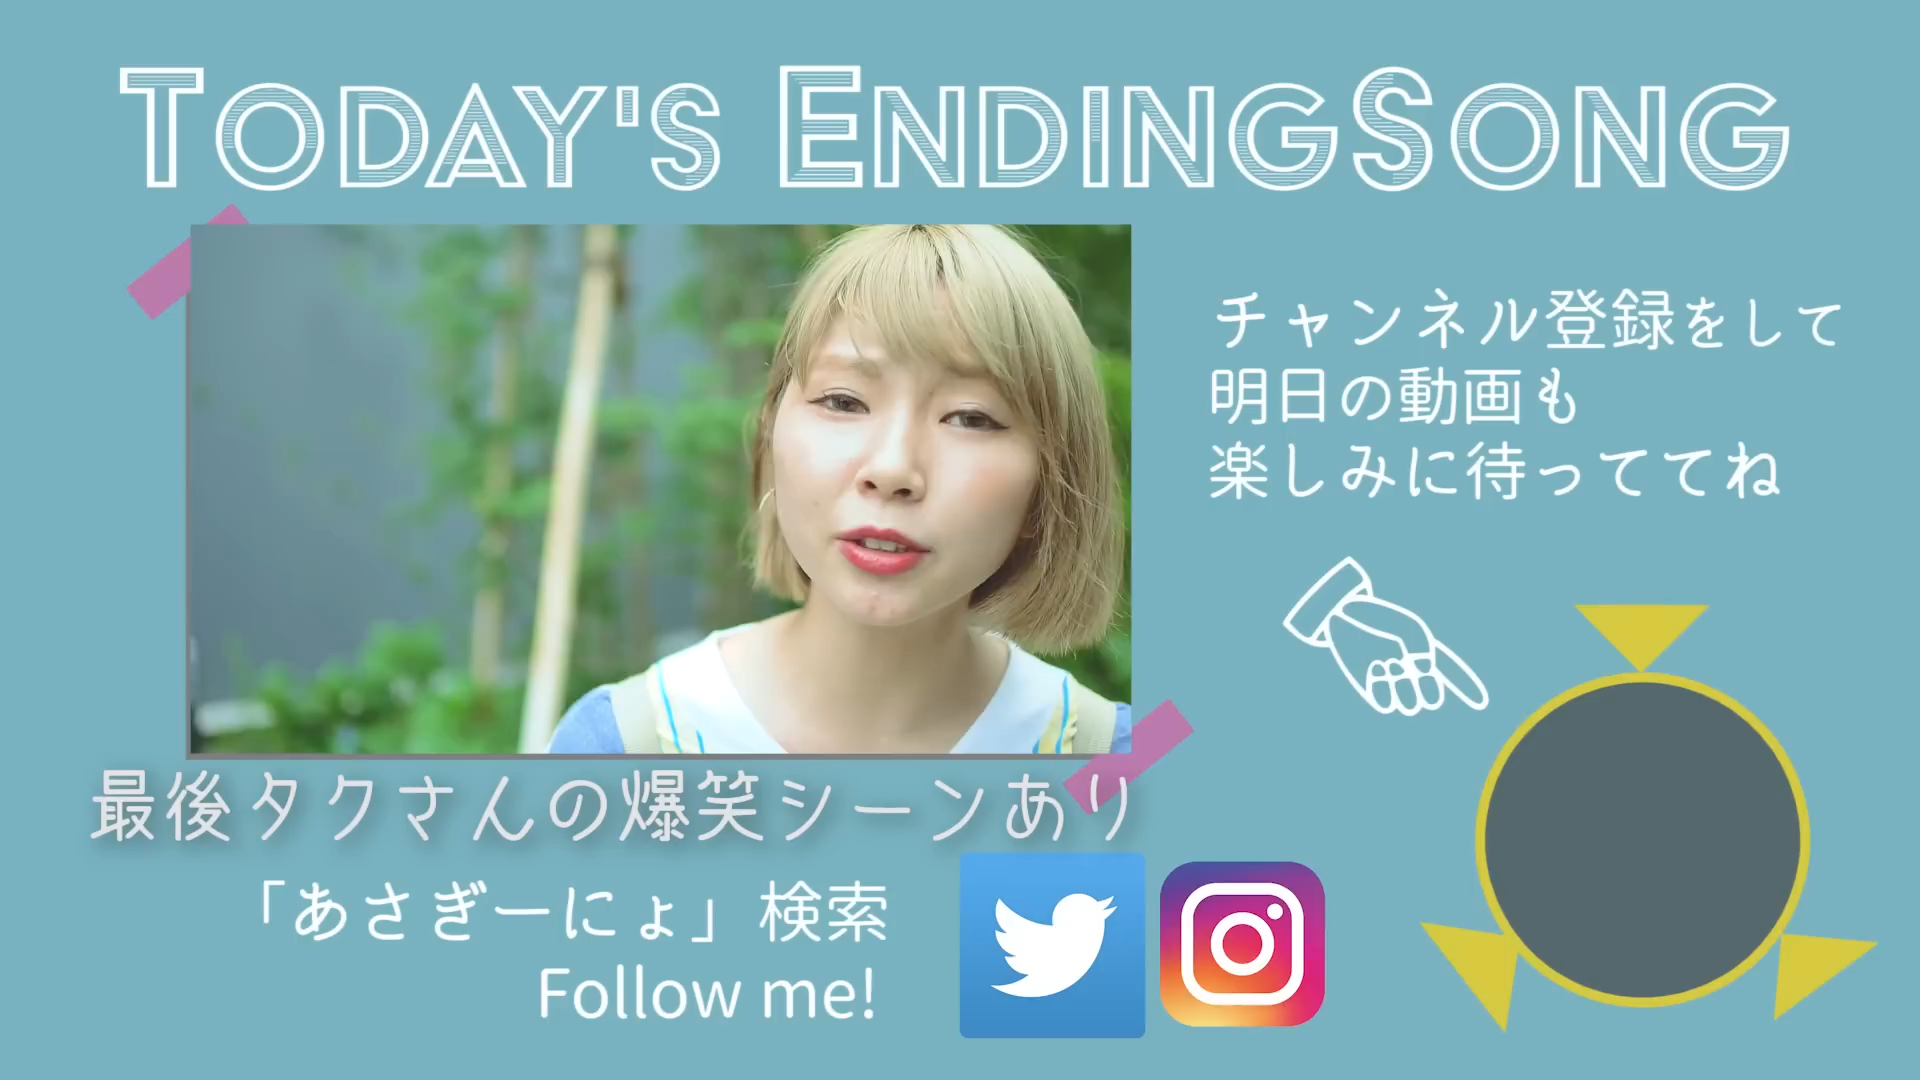 TODAY'S ENDINGSONG
チャンネル登録をして
明日の動画も
楽しみに待っててね
最後タクさんの爆笑シーンあり
「あさぎーにょ」検索
Follow me!